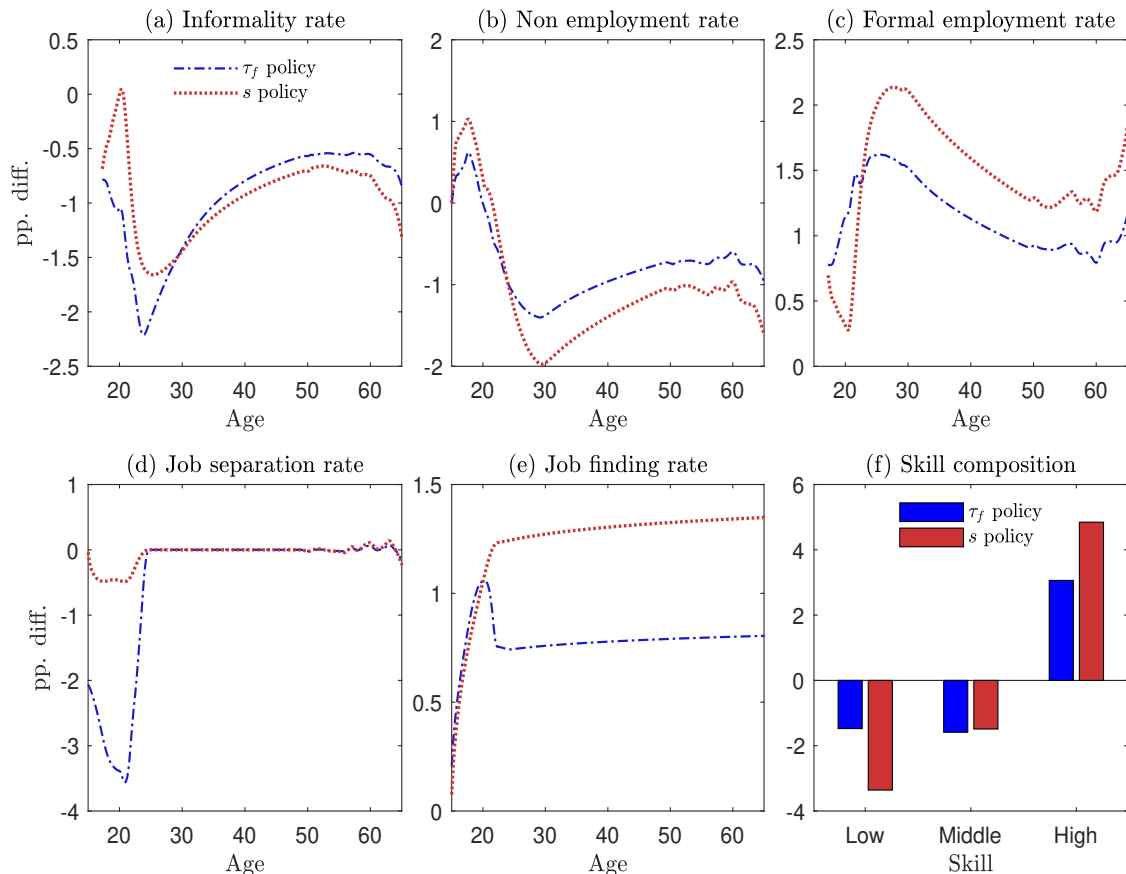 (a) Informality rate
(b) Non employment rate
(c) Formal employment rate
0.5
0
-0.5
-1
-1.5
-2
-2.5
pp. diff.
τf policy
s policy
20 30 40 50 60
Age
2
1
0
-1
-2
20 30 40 50 60
Age
2.5
2
1.5
1
0.5
0
20 30 40 50 60
Age
(d) Job separation rate
(e) Job finding rate
(f) Skill composition
1
0
-1
-2
-3
-4
pp. diff.
20 30 40 50 60
Age
1.5
1
0.5
0
20 30 40 50 60
Age
6
4
2
0
-2
-4
τf policy
s policy
Low Middle High
Skill